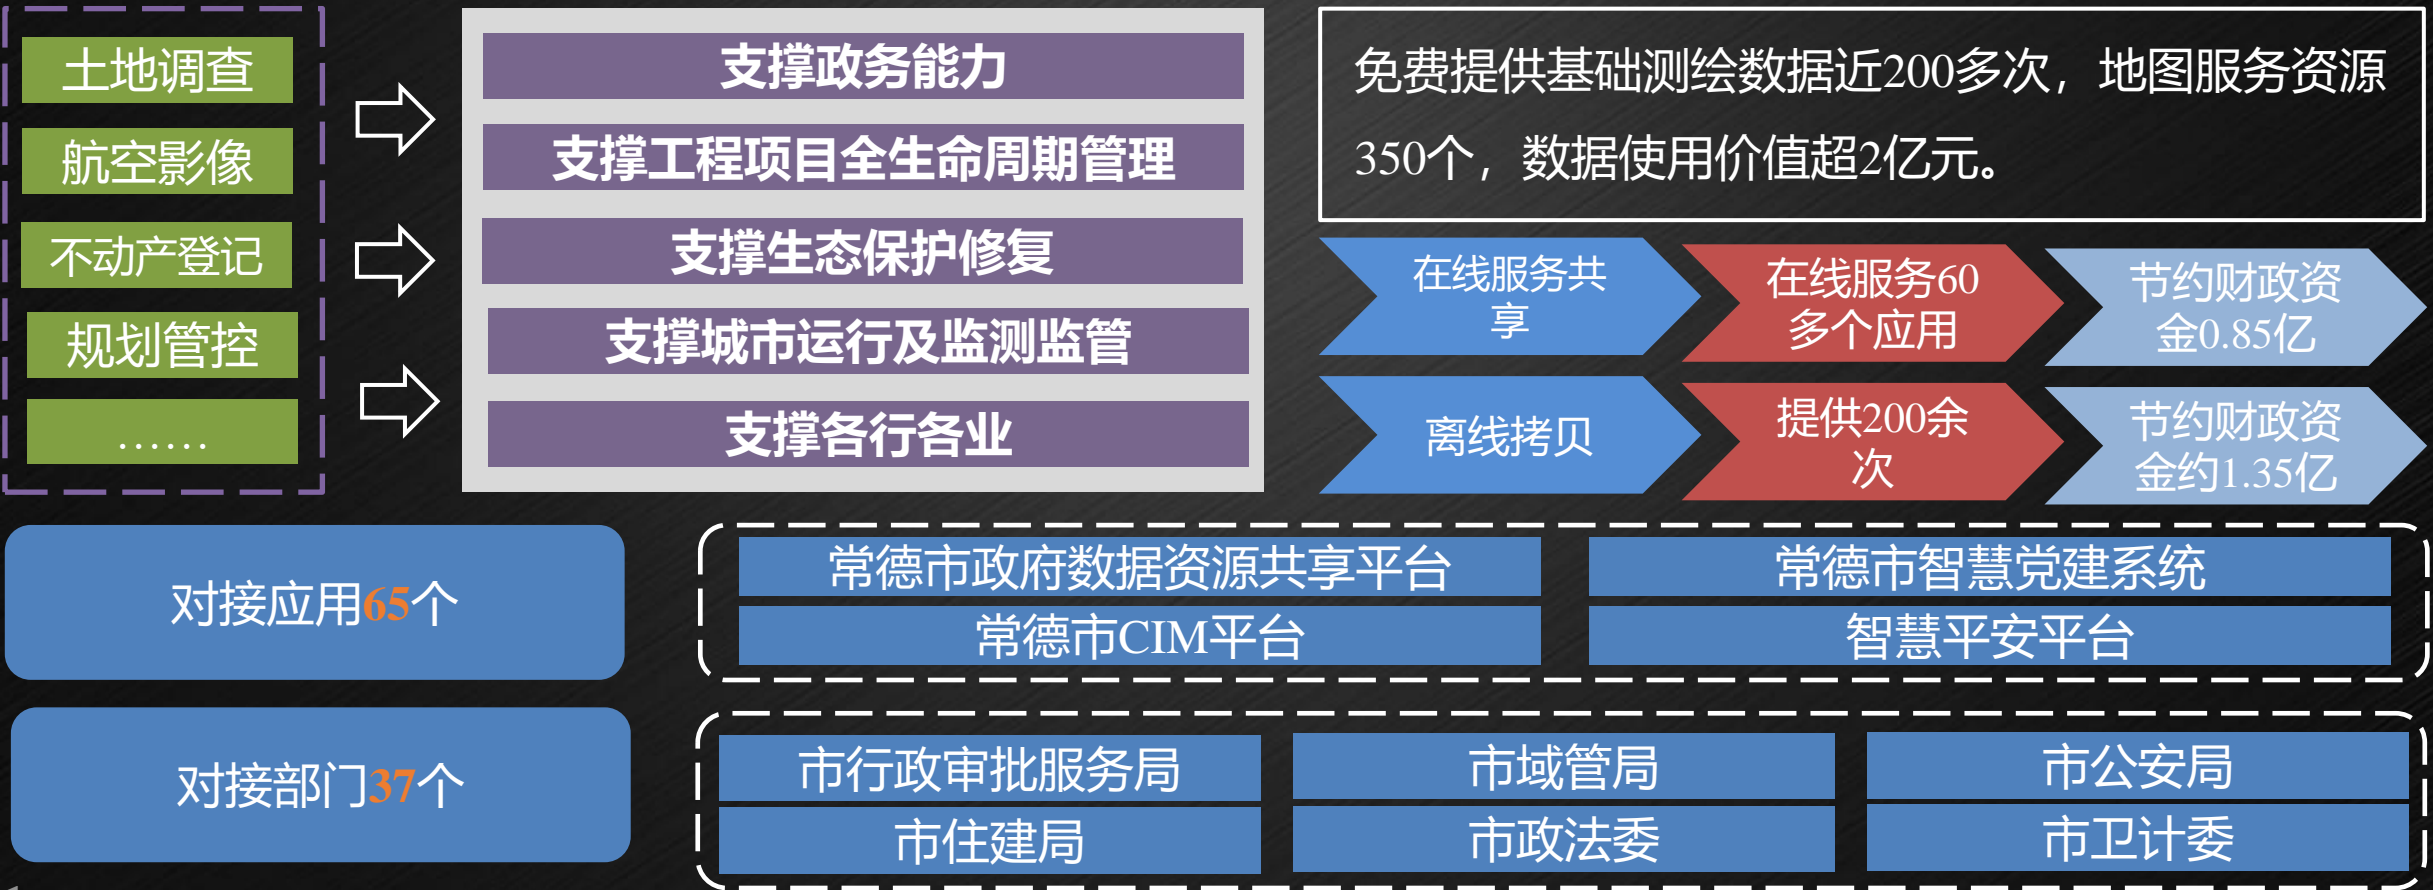 土地调查
航空影像
不动产登记
规划管控
……
支撑政务能力
支撑工程项目全生命周期管理
支撑生态保护修复
支撑城市运行及监测监管
支撑各行各业
免费提供基础测绘数据近200多次，地图服务资源
350个，数据使用价值超2亿元。
在线服务共
享
在线服务60
多个应用
节约财政资
金0.85亿
离线拷贝
提供200余
次
节约财政资
金约1.35亿
对接应用65个
常德市政府数据资源共享平台
常德市智慧党建系统
常德市CIM平台
智慧平安平台
对接部门37个
市行政审批服务局
市域管局
市公安局
市住建局
市政法委
市卫计委